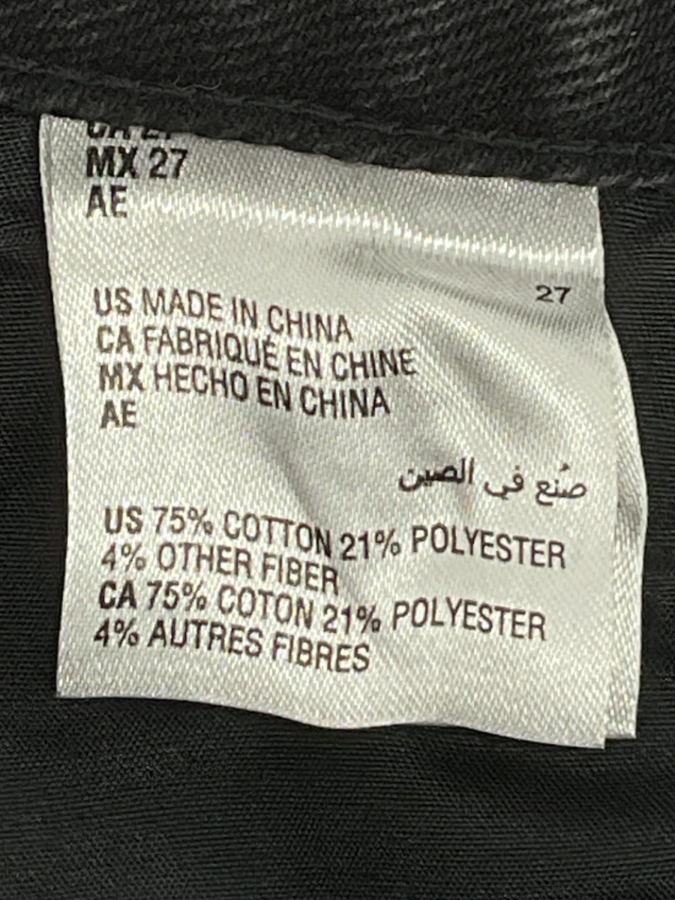 MX 27
AE
27
US MADE IN CHINA
CA FABRIQUÉ EN CHINE
MX HECHO EN CHINA
AE
صُنع في الصين
US 75% COTTON 21% POLYESTER
4% OTHER FIBER
CA 75% COTON 21% POLYESTER
4% AUTRES FIBRES